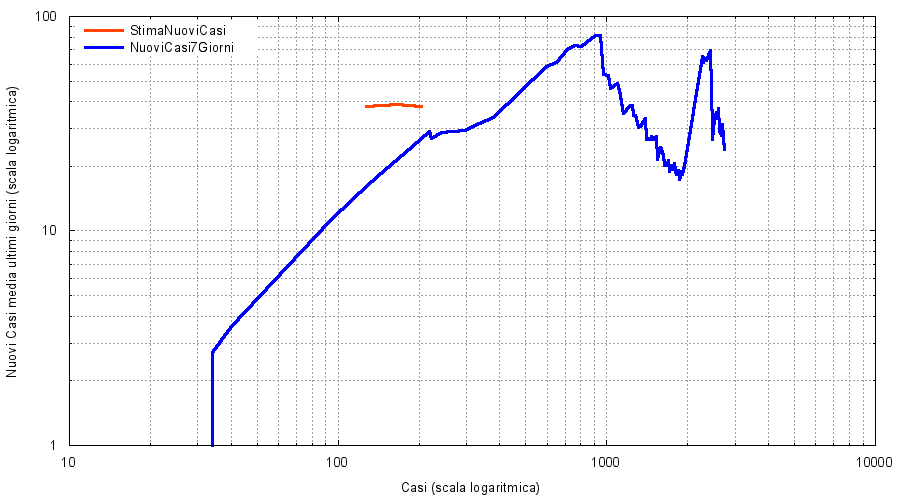 100
StimaNuoviCasi
NuoviCasi7Giorni
Nuovi Casi media ultimi giorni (scala logaritmica)
10
1
10
100
1000
10000
Casi (scala logaritmica)